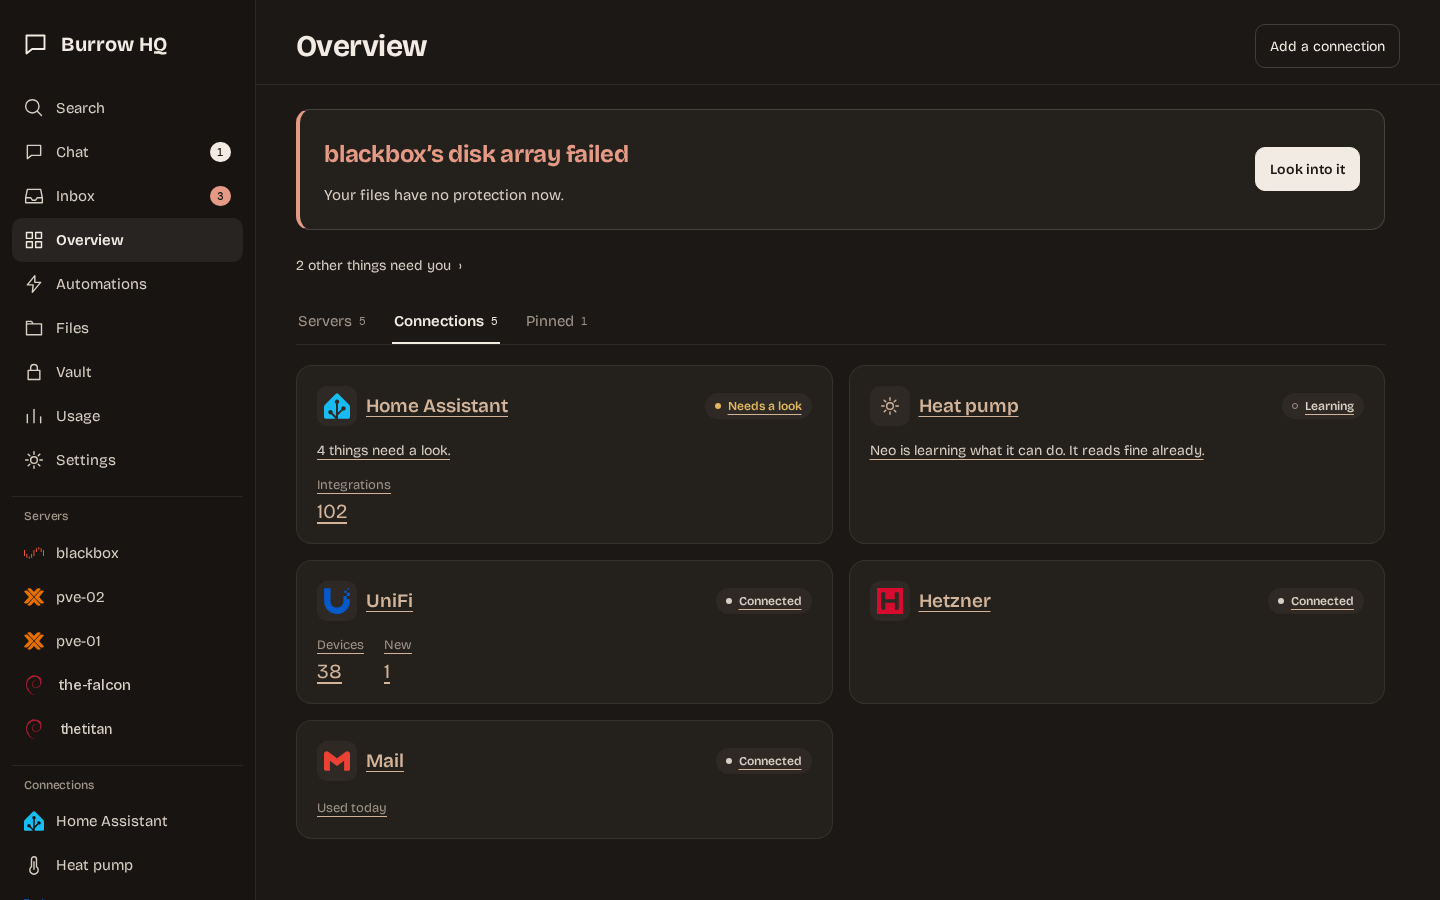 Burrow HQ
Search
Chat 1
Inbox 3
Overview
Automations
Files
Vault
Usage
Settings
Servers
blackbox
pve-02
pve-01
the-falcon
thetitan
Connections
Home Assistant
Heat pump
Overview
Add a connection
blackbox’s disk array failed
Your files have no protection now.
Look into it
2 other things need you ›
Servers 5 Connections 5 Pinned 1
Home Assistant
Needs a look
4 things need a look.
Integrations
102
Heat pump
Learning
Neo is learning what it can do. It reads fine already.
UniFi
Connected
Devices New
38 1
Hetzner
Connected
Mail
Connected
Used today